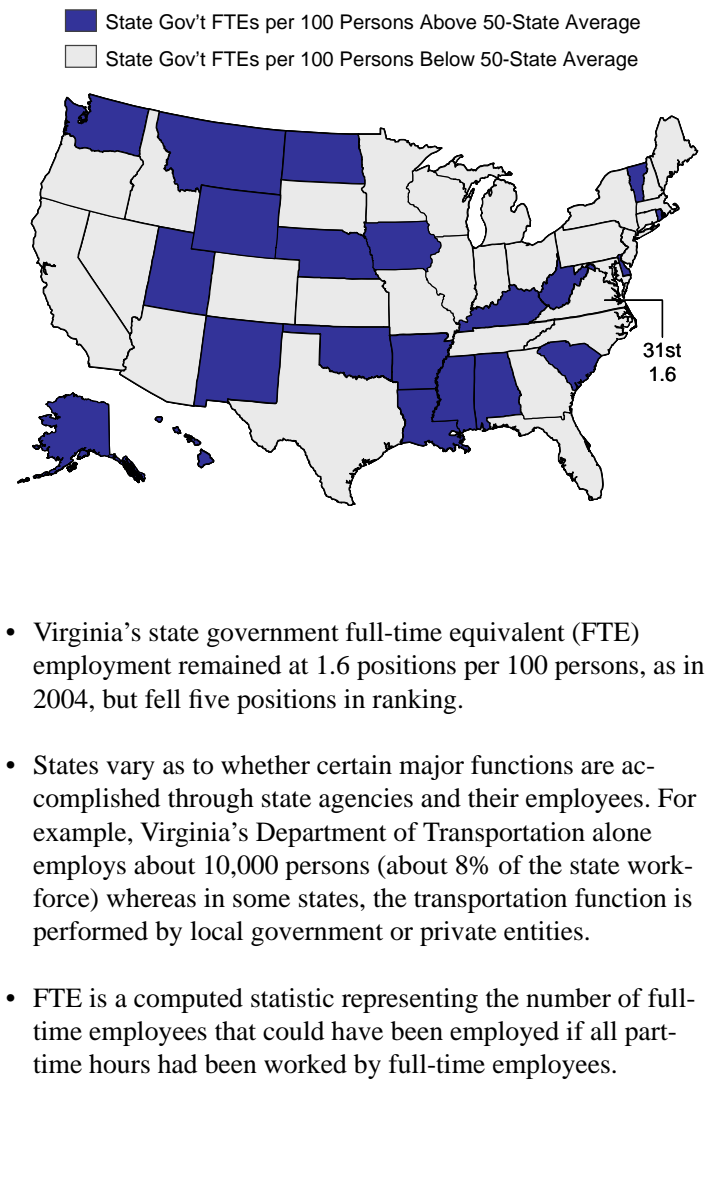 State Gov't FTEs per 100 Persons Above 50-State Average
State Gov't FTEs per 100 Persons Below 50-State Average
31st
1.6
• Virginia’s state government full-time equivalent (FTE)
employment remained at 1.6 positions per 100 persons, as in
2004, but fell five positions in ranking.
• States vary as to whether certain major functions are ac-
complished through state agencies and their employees. For
example, Virginia’s Department of Transportation alone
employs about 10,000 persons (about 8% of the state work-
force) whereas in some states, the transportation function is
performed by local government or private entities.
• FTE is a computed statistic representing the number of full-
time employees that could have been employed if all part-
time hours had been worked by full-time employees.